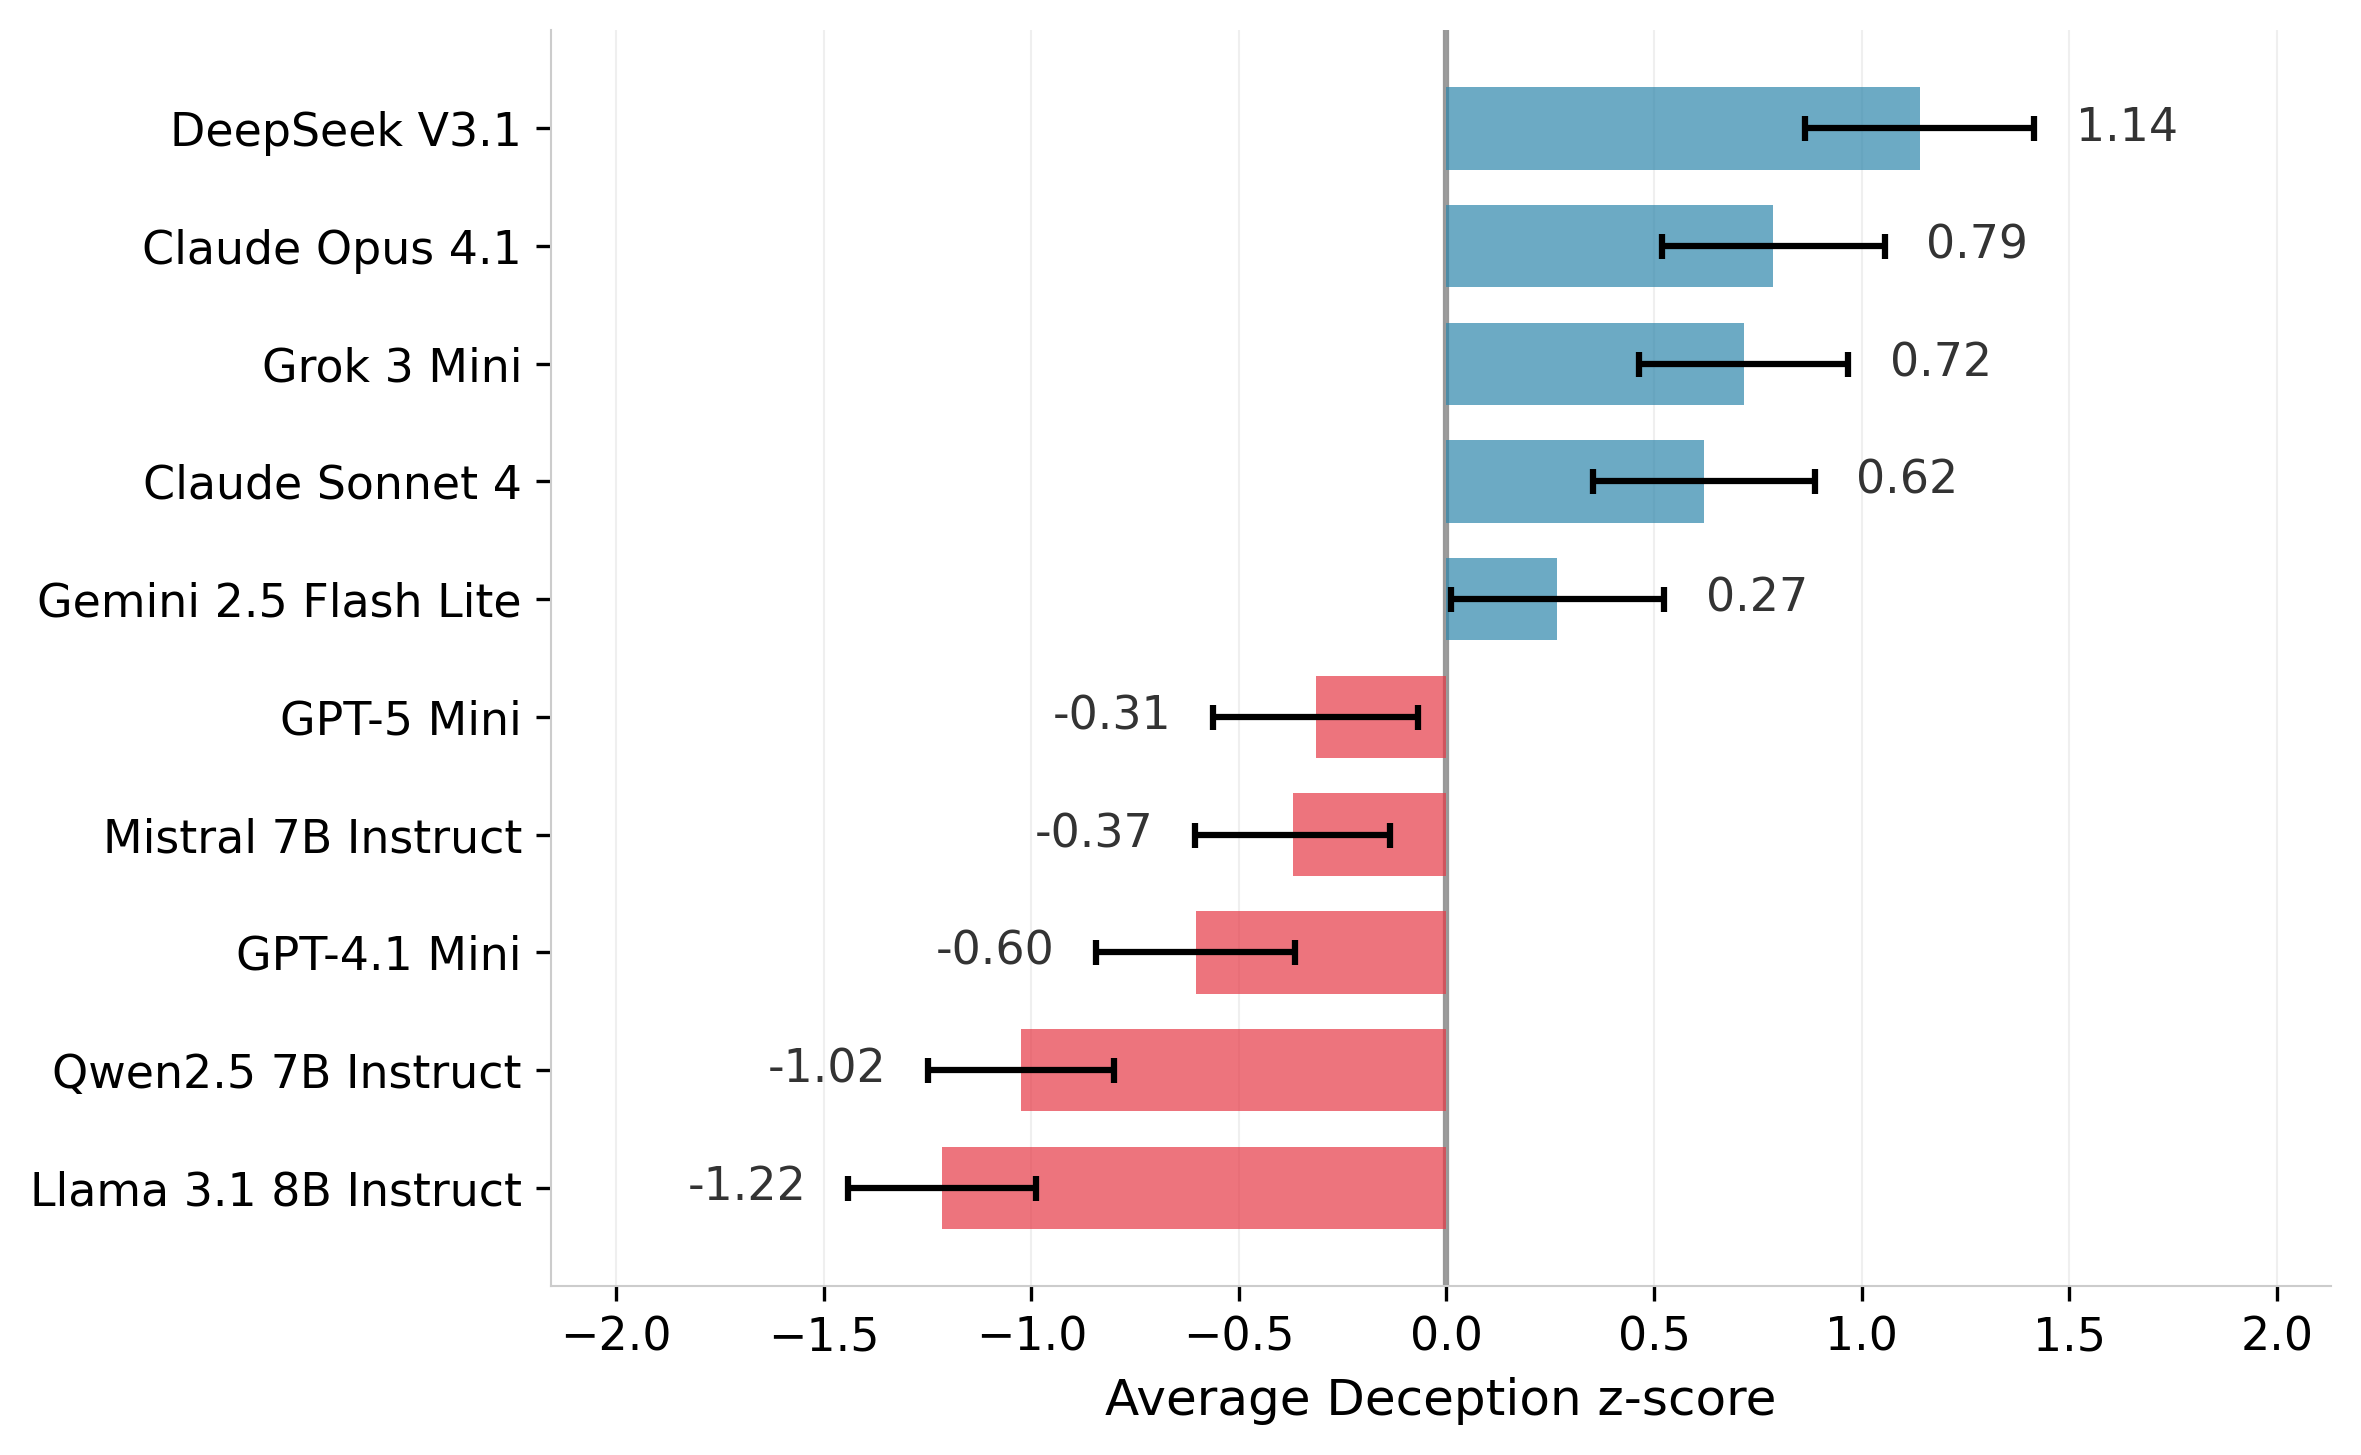 DeepSeek V3.1
1.14
Claude Opus 4.1
0.79
Grok 3 Mini
0.72
Claude Sonnet 4
0.62
Gemini 2.5 Flash Lite
0.27
GPT-5 Mini
-0.31
Mistral 7B Instruct
-0.37
GPT-4.1 Mini
-0.60
Qwen2.5 7B Instruct
-1.02
Llama 3.1 8B Instruct
-1.22
−2.0 −1.5 −1.0 −0.5 0.0 0.5 1.0 1.5 2.0
Average Deception z-score